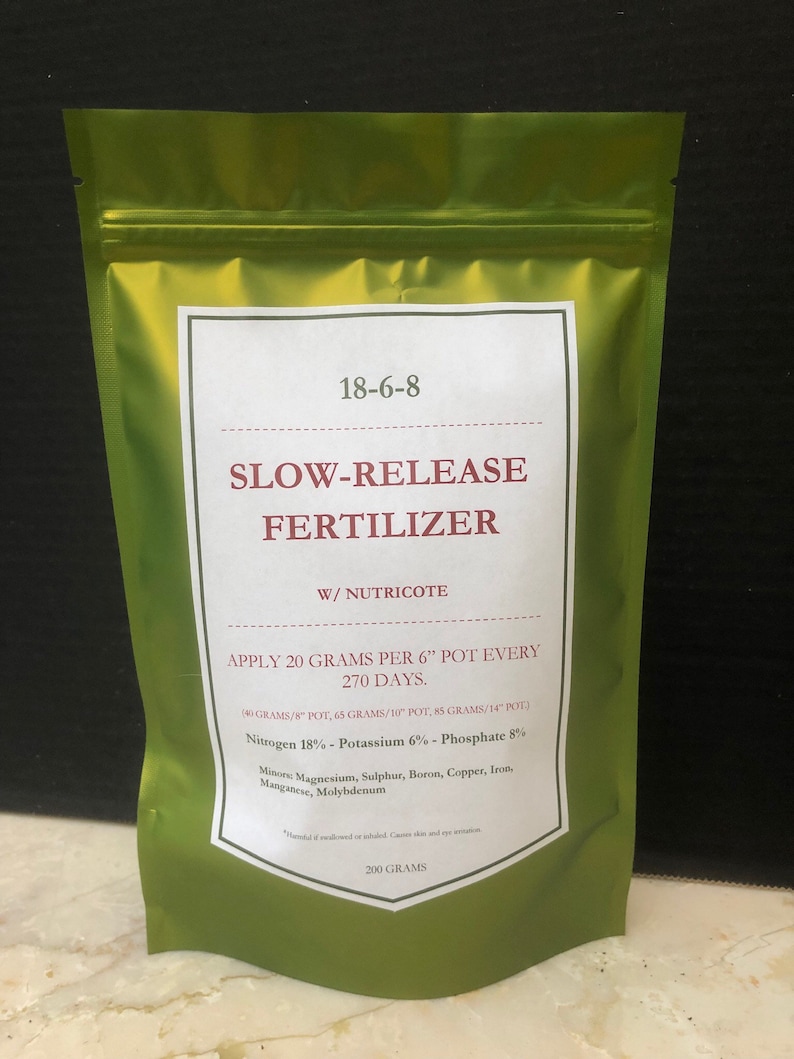 18-6-8
SLOW-RELEASE
FERTILIZER
W/ NUTRICOTE
APPLY 20 GRAMS PER 6” POT EVERY
270 DAYS.
(40 GRAMS/8” POT, 65 GRAMS/10” POT, 85 GRAMS/14” POT.)
Nitrogen 18% - Potassium 6% - Phosphate 8%
Minors: Magnesium, Sulphur, Boron, Copper, Iron,
Manganese, Molybdenum
*Harmful if swallowed or inhaled. Causes skin and eye irritation.
200 GRAMS